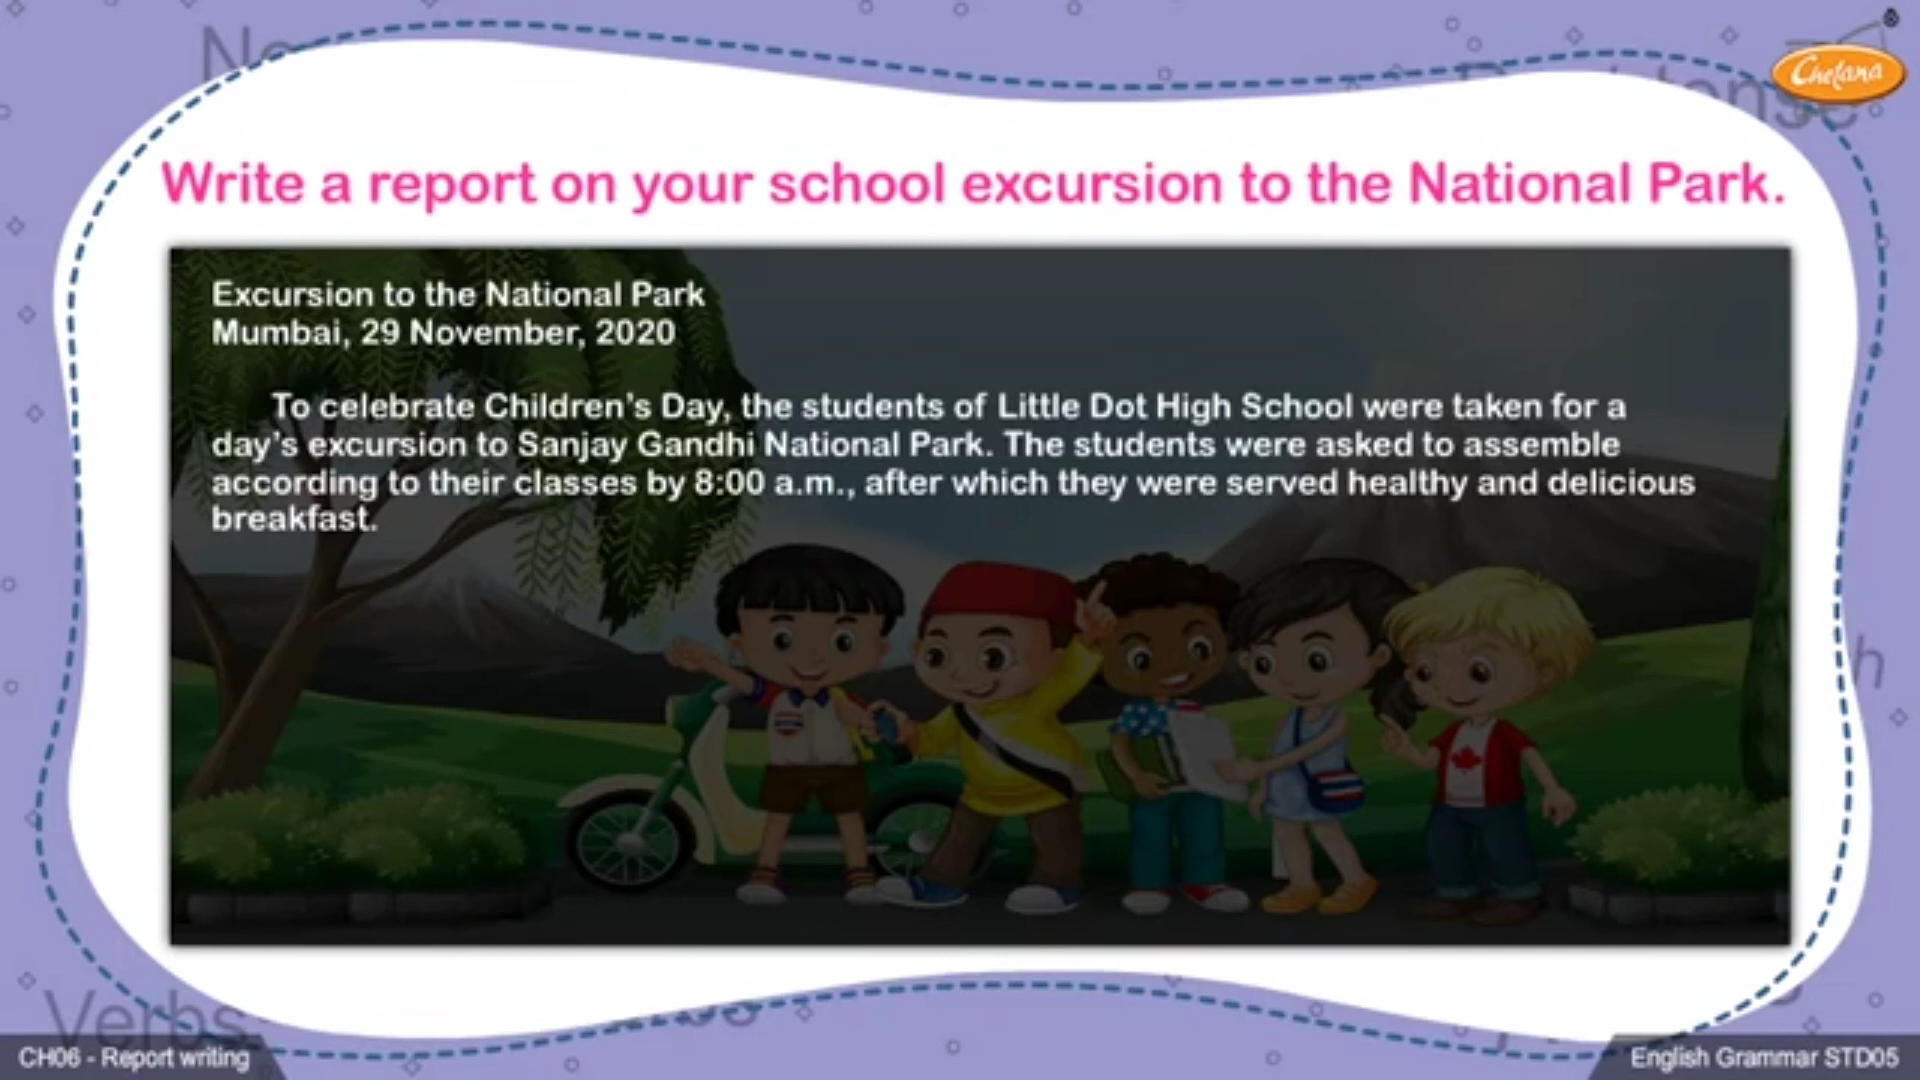 Chetana
Write a report on your school excursion to the National Park.
Excursion to the National Park
Mumbai, 29 November, 2020
To celebrate Children's Day, the students of Little Dot High School were taken for a
day's excursion to Sanjay Gandhi National Park. The students were asked to assemble
according to their classes by 8:00 a.m., after which they were served healthy and delicious
breakfast.
Verbs
CH06 - Report writing
English Grammar STD05